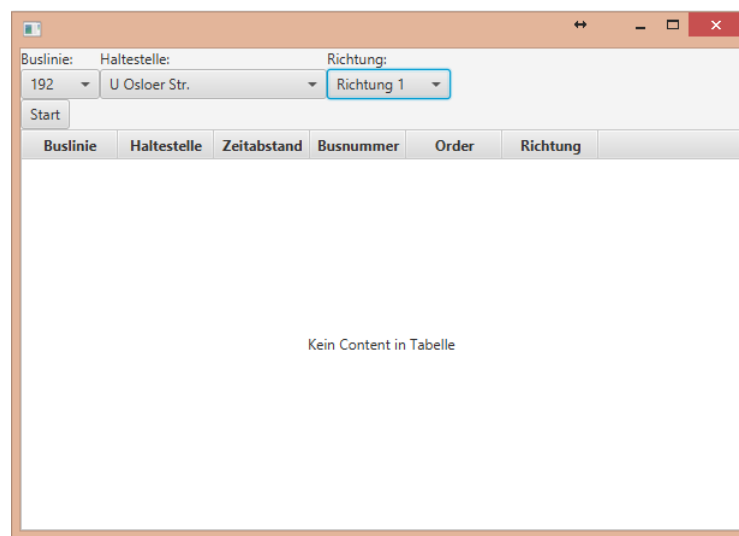 Buslinie: Haltestelle: Richtung:
192 U Osloer Str. Richtung 1
Start
Buslinie Haltestelle Zeitabstand Busnummer Order Richtung
Kein Content in Tabelle